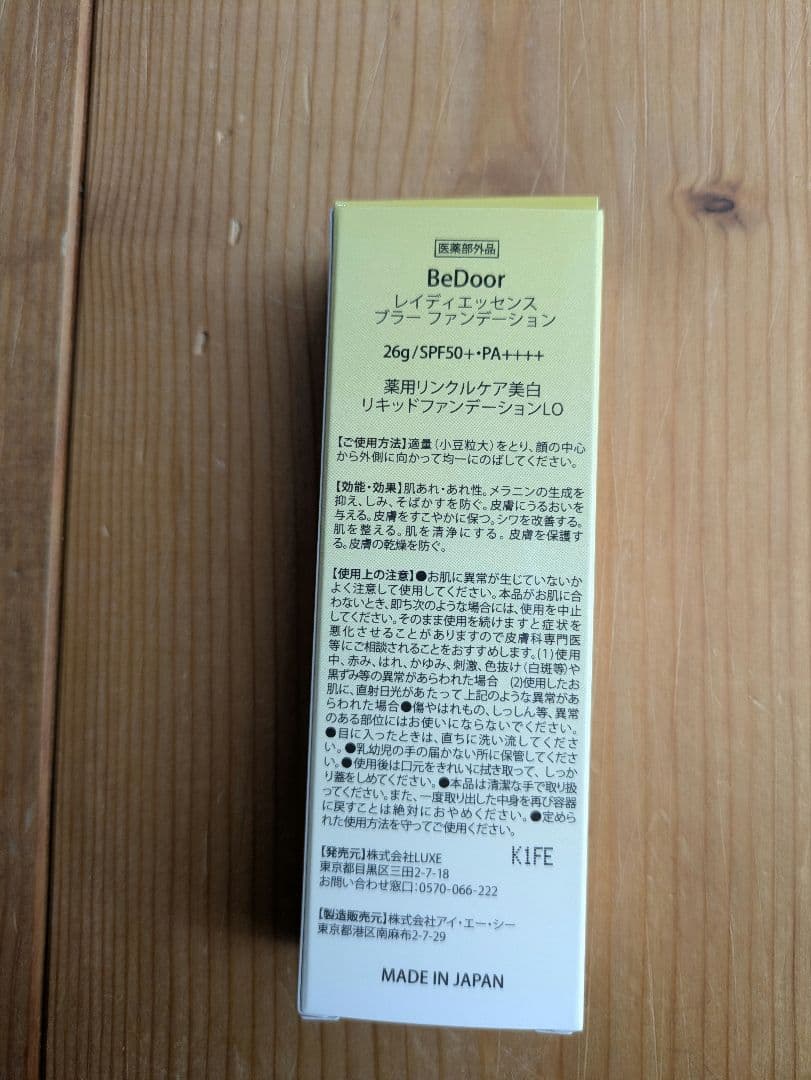 医薬部外品
BeDoor
レイディエッセンス
ブラー ファンデーション
26g/SPF50+・PA++++
薬用リンクルケア美白
リキッドファンデーションLO
【ご使用方法】適量(小豆粒大)をとり、顔の中心
から外側に向かって均一にのばしてください。
【効能・効果】肌あれ・あれ性。メラニンの生成を
抑え、しみ、そばかすを防ぐ。皮膚にうるおいを
与える。皮膚をすこやかに保つ。シワを改善する。
肌を整える。肌を清浄にする。皮膚を保護す
る。皮膚の乾燥を防ぐ。
【使用上の注意】●お肌に異常が生じていないか
よく注意して使用してください。本品がお肌に合
わないとき、即ち次のような場合には、使用を中止
してください。そのまま使用を続けますと症状を
悪化させることがありますので皮膚科専門医
等にご相談されることをおすすめします。(1)使用
中、赤み、はれ、かゆみ、刺激、色抜け(白斑等)や
黒ずみ等の異常があらわれた場合 (2)使用したお
肌に、直射日光があたって上記のような異常があ
らわれた場合●傷やはれもの、しっしん等、異常
のある部位にはお使いにならないでください。
●目に入ったときは、直ちに洗い流してくださ
い。●乳幼児の手の届かない所に保管してくださ
い。●使用後は口元をきれいに拭き取って、しっか
り蓋をしめてください。●本品は清潔な手で取り扱
ってください。また、一度取り出した中身を再び容器
に戻すことは絶対におやめください。●定めら
れた使用方法を守ってご使用ください。
【発売元】株式会社LUXE
K1FE
東京都目黒区三田2-7-18
お問い合わせ窓口:0570-066-222
【製造販売元】株式会社アイ・エー・シー
東京都港区南麻布2-7-29
MADE IN JAPAN